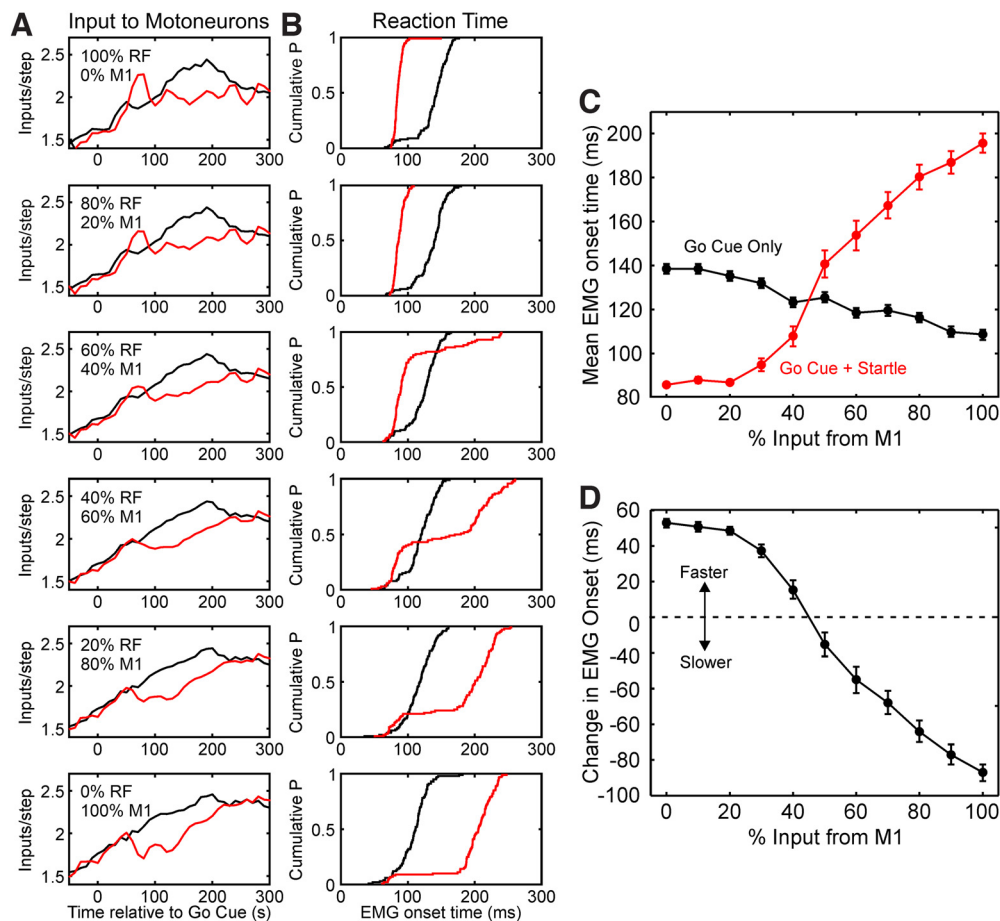 A
Input to Motoneurons
2.5
2
1.5
Inputs/step
100% RF
0% M1
0 100 200 300
2.5
2
1.5
Inputs/step
80% RF
20% M1
0 100 200 300
2.5
2
1.5
Inputs/step
60% RF
40% M1
0 100 200 300
2.5
2
1.5
Inputs/step
40% RF
60% M1
0 100 200 300
2.5
2
1.5
Inputs/step
20% RF
80% M1
0 100 200 300
2.5
2
1.5
Inputs/step
0% RF
100% M1
0 100 200 300
Time relative to Go Cue (s)
B
Reaction Time
1
0.5
0
Cumulative P
0 100 200 300
1
0.5
0
Cumulative P
0 100 200 300
1
0.5
0
Cumulative P
0 100 200 300
1
0.5
0
Cumulative P
0 100 200 300
1
0.5
0
Cumulative P
0 100 200 300
1
0.5
0
Cumulative P
0 100 200 300
EMG onset time (ms)
C
200
180
160
140
120
100
80
Mean EMG onset time (ms)
Go Cue Only
Go Cue + Startle
0 20 40 60 80 100
% Input from M1
D
60
40
20
0
-20
-40
-60
-80
-100
Change in EMG Onset (ms)
Faster
Slower
0 20 40 60 80 100
% Input from M1